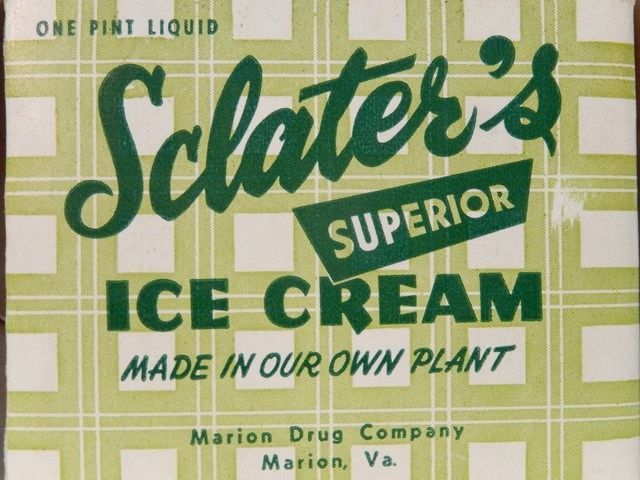 ONE PINT LIQUID
Sclater's
SUPERIOR
ICE CREAM
MADE IN OUR OWN PLANT
Marion Drug Company
Marion, Va.